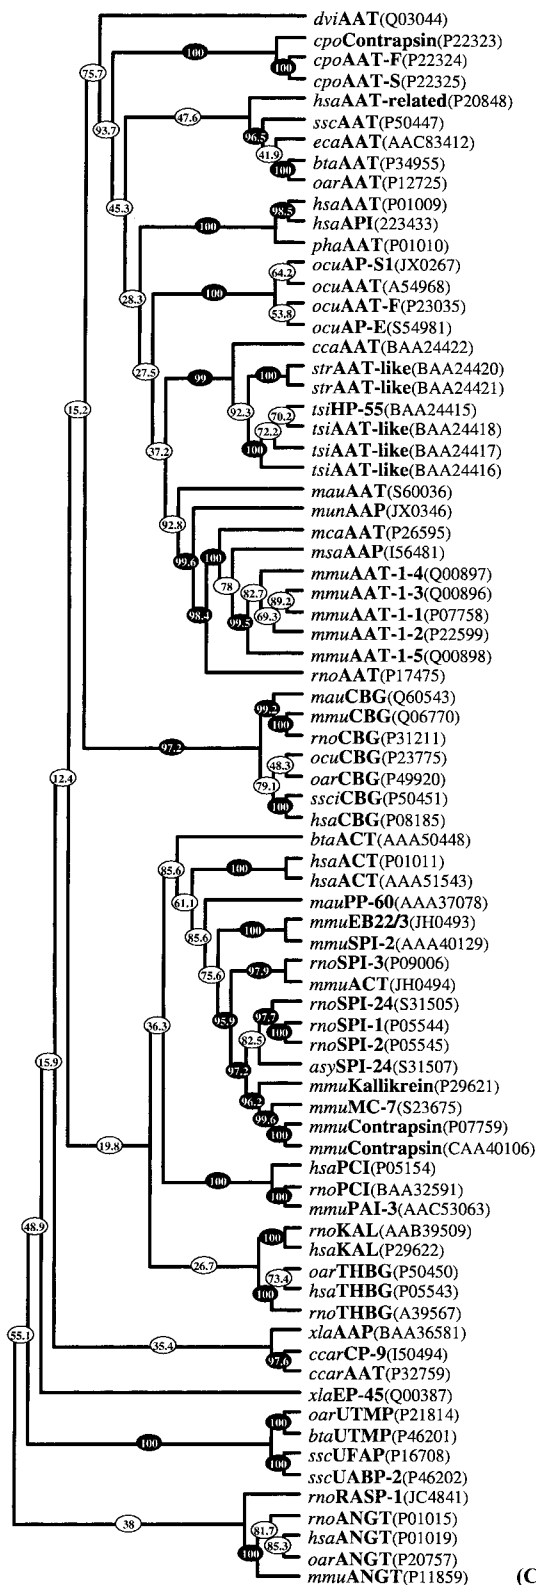 dviAAT(Q03044)
cpoContrapsin(P22323)
100
cpoAAT-F(P22324)
100
cpoAAT-S(P22325)
75.7
hsaAAT-related(P20848)
47.6
sscAAT(P50447)
93.7
96.5
ecaAAT(AAC83412)
41.9
btaAAT(P34955)
100
oarAAT(P12725)
hsaAAT(P01009)
45.3
98.5
hsaAPI(223433)
100
phaAAT(P01010)
ocuAP-S1(JX0267)
64.2
ocuAAT(A54968)
100
28.3
ocuAAT-F(P23035)
53.8
ocuAP-E(S54981)
ccaAAT(BAA24422)
27.5
strAAT-like(BAA24420)
99
100
strAAT-like(BAA24421)
15.2
92.3
tsiHP-55(BAA24415)
70.2
tsiAAT-like(BAA24418)
72.2
37.2
tsiAAT-like(BAA24417)
100
tsiAAT-like(BAA24416)
mauAAT(S60036)
92.8
munAAP(JX0346)
mcaAAT(P26595)
99.6
100
msaAAP(I56481)
mmuAAT-1-4(Q00897)
78
82.7
mmuAAT-1-3(Q00896)
89.2
mmuAAT-1-1(P07758)
98.4
99.5
69.3
mmuAAT-1-2(P22599)
mmuAAT-1-5(Q00898)
rnoAAT(P17475)
mauCBG(Q60543)
99.2
mmuCBG(Q06770)
100
rnoCBG(P31211)
97.2
ocuCBG(P23775)
48.3
12.4
oarCBG(P49920)
79.1
ssciCBG(P50451)
100
hsaCBG(P08185)
btaACT(AAA50448)
85.6
hsaACT(P01011)
100
hsaACT(AAA51543)
61.1
mauPP-60(AAA37078)
mmuEB22/3(JH0493)
85.6
100
mmuSPI-2(AAA40129)
75.6
rnoSPI-3(P09006)
97.9
mmuACT(JH0494)
rnoSPI-24(S31505)
97.7
36.3
95.9
rnoSPI-1(P05544)
100
82.5
rnoSPI-2(P05545)
15.9
97.2
asySPI-24(S31507)
mmuKallikrein(P29621)
96.2
mmuMC-7(S23675)
99.6
mmuContrapsin(P07759)
19.8
100
mmuContrapsin(CAA40106)
hsaPCI(P05154)
100
rnoPCI(BAA32591)
100
mmuPAI-3(AAC53063)
48.9
rnoKAL(AAB39509)
100
hsaKAL(P29622)
26.7
oarTHBG(P50450)
73.4
hsaTHBG(P05543)
100
rnoTHBG(A39567)
55.1
xlaAAP(BAA36581)
35.4
ccarCP-9(I50494)
97.6
ccarAAT(P32759)
xlaEP-45(Q00387)
oarUTMP(P21814)
100
btaUTMP(P46201)
100
sscUFAP(P16708)
100
sscUABP-2(P46202)
rnoRASP-1(JC4841)
rnoANGT(P01015)
38
81.7
hsaANGT(P01019)
85.3
100
oarANGT(P20757)
mmuANGT(P11859)
(C